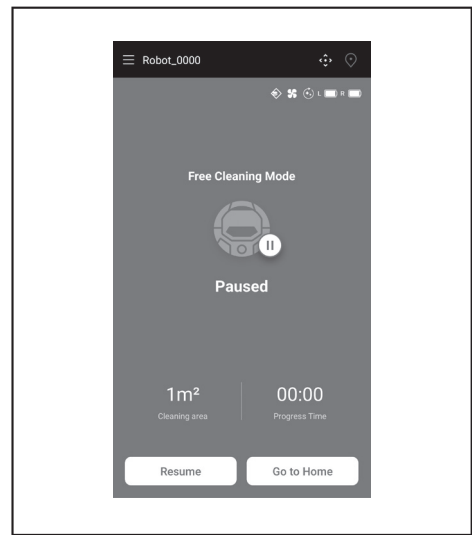 Robot_0000
L R
Free Cleaning Mode
Paused
1m² 00:00
Cleaning area Progress Time
Resume Go to Home